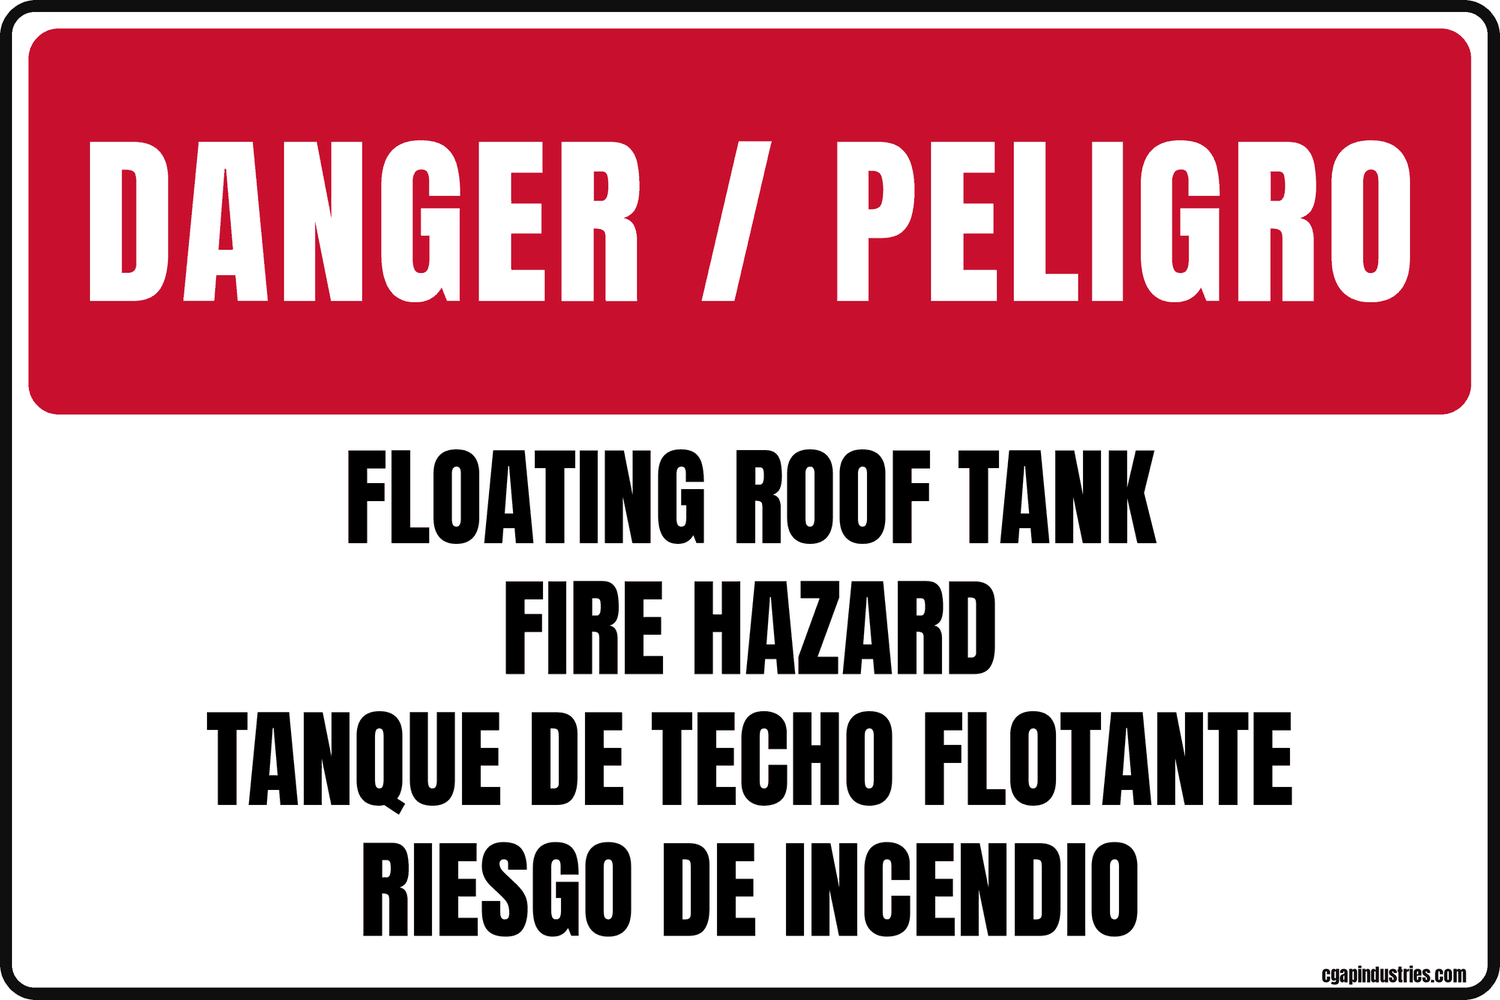 DANGER / PELIGRO
FLOATING ROOF TANK
FIRE HAZARD
TANQUE DE TECHO FLOTANTE
RIESGO DE INCENDIO
cgapindustries.com